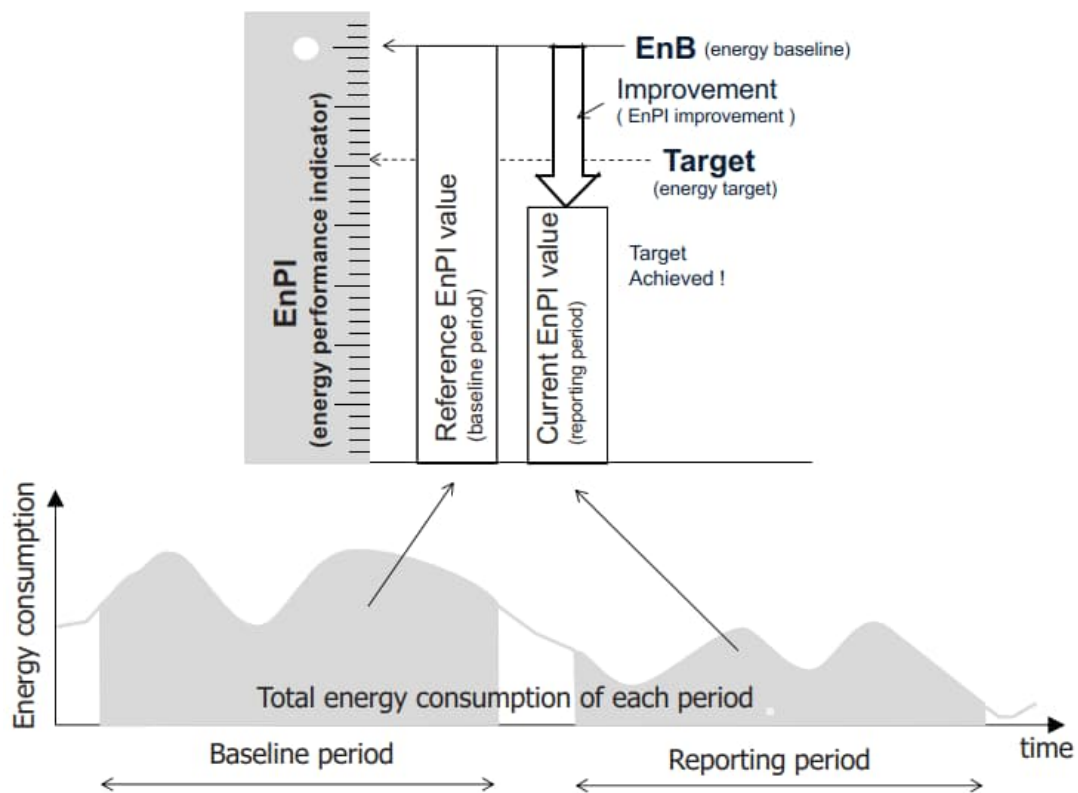 EnB (energy baseline)
Improvement
( EnPI improvement )
Target
(energy target)
Target
Achieved !
EnPI
(energy performance indicator)
Reference EnPI value
(baseline period)
Current EnPI value
(reporting period)
Energy consumption
Total energy consumption of each period
time
Baseline period
Reporting period